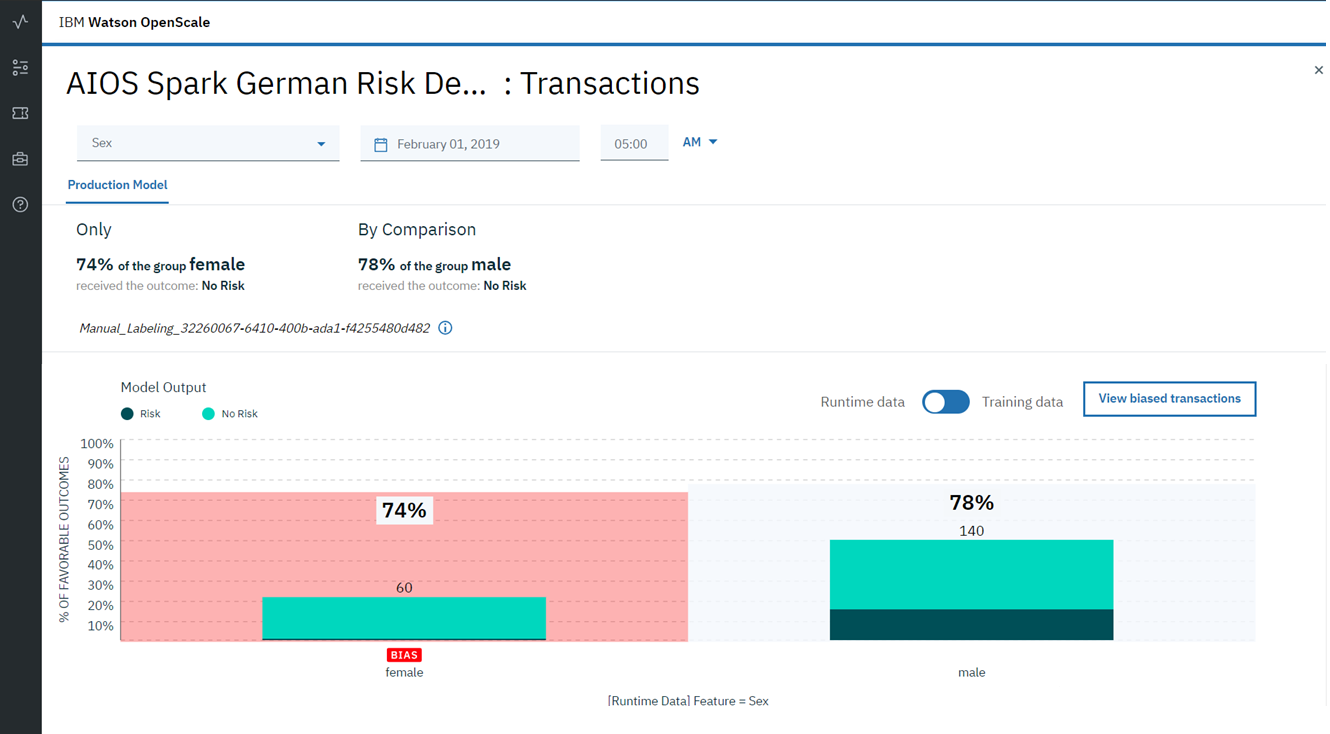 IBM Watson OpenScale
AIOS Spark German Risk De... : Transactions
Sex
February 01, 2019
05:00
AM
Production Model
Only
By Comparison
74% of the group female
78% of the group male
received the outcome: No Risk
received the outcome: No Risk
Manual_Labeling_32260067-6410-400b-ada1-f4255480d482
Model Output
Risk
No Risk
Runtime data
Training data
View biased transactions
% OF FAVORABLE OUTCOMES
100%
90%
80%
70%
60%
50%
40%
30%
20%
10%
74%
60
78%
140
BIAS
female
male
[Runtime Data] Feature = Sex